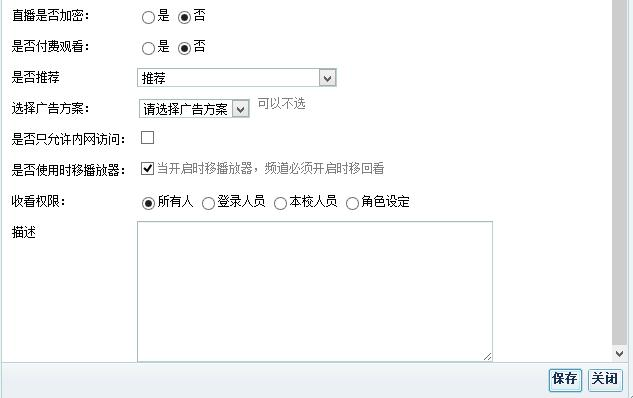 直播是否加密： 是 否
是否付费观看： 是 否
是否推荐 推荐
选择广告方案： 请选择广告方案 可以不选
是否只允许内网访问：
是否使用时移播放器： 当开启时移播放器，频道必须开启时移回看
收看权限： 所有人 登录人员 本校人员 角色设定
描述
保存 关闭